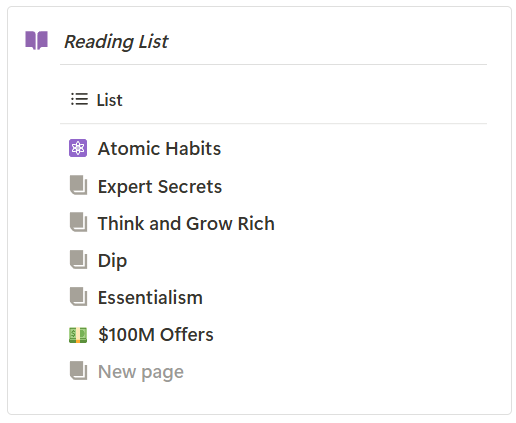 Reading List
List
Atomic Habits
Expert Secrets
Think and Grow Rich
Dip
Essentialism
$100M Offers
New page